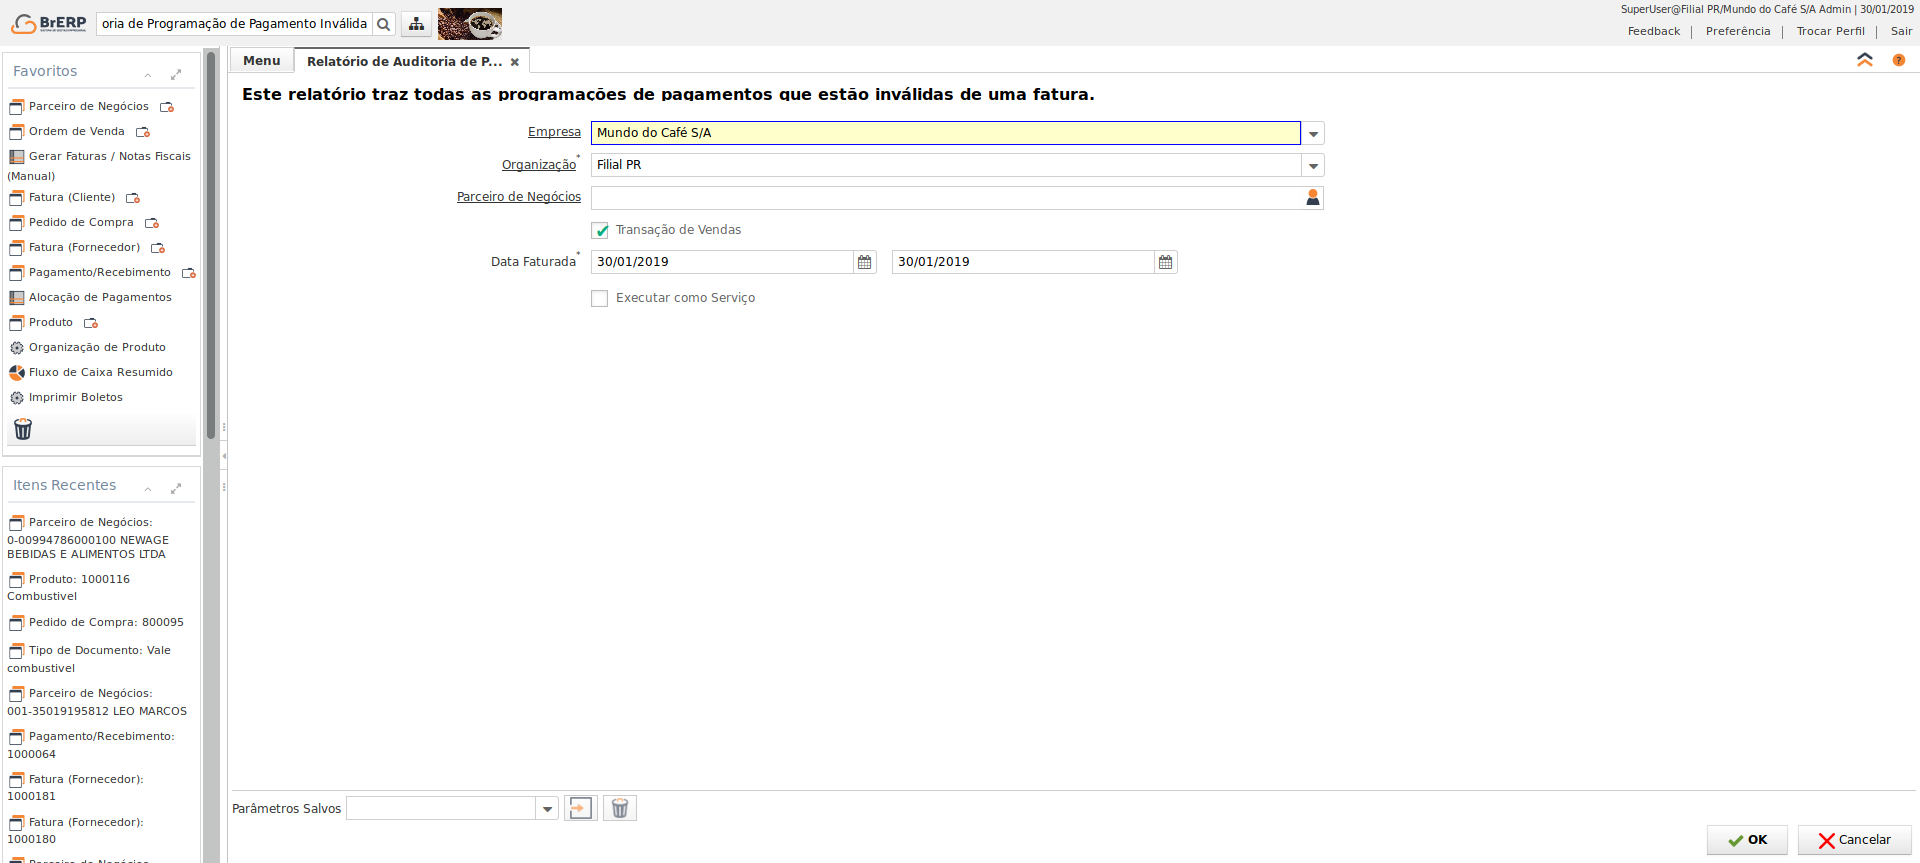 BrERP
oria de Programação de Pagamento Inválida
SuperUser@Filial PR/Mundo do Café S/A Admin | 30/01/2019
Feedback | Preferência | Trocar Perfil | Sair
Favoritos
Parceiro de Negócios
Ordem de Venda
Gerar Faturas / Notas Fiscais
(Manual)
Fatura (Cliente)
Pedido de Compra
Fatura (Fornecedor)
Pagamento/Recebimento
Alocação de Pagamentos
Produto
Organização de Produto
Fluxo de Caixa Resumido
Imprimir Boletos
Itens Recentes
Parceiro de Negócios:
0-00994786000100 NEWAGE
BEBIDAS E ALIMENTOS LTDA
Produto: 1000116
Combustivel
Pedido de Compra: 800095
Tipo de Documento: Vale
combustivel
Parceiro de Negócios:
001-35019195812 LEO MARCOS
Pagamento/Recebimento:
1000064
Fatura (Fornecedor):
1000181
Fatura (Fornecedor):
1000180
Parceiro de Negócios
Menu
Relatório de Auditoria de P...
?
Este relatório traz todas as programações de pagamentos que estão inválidas de uma fatura.
Empresa
Mundo do Café S/A
Organização*
Filial PR
Parceiro de Negócios
Transação de Vendas
Data Faturada*
30/01/2019
30/01/2019
Executar como Serviço
Parâmetros Salvos
OK
Cancelar